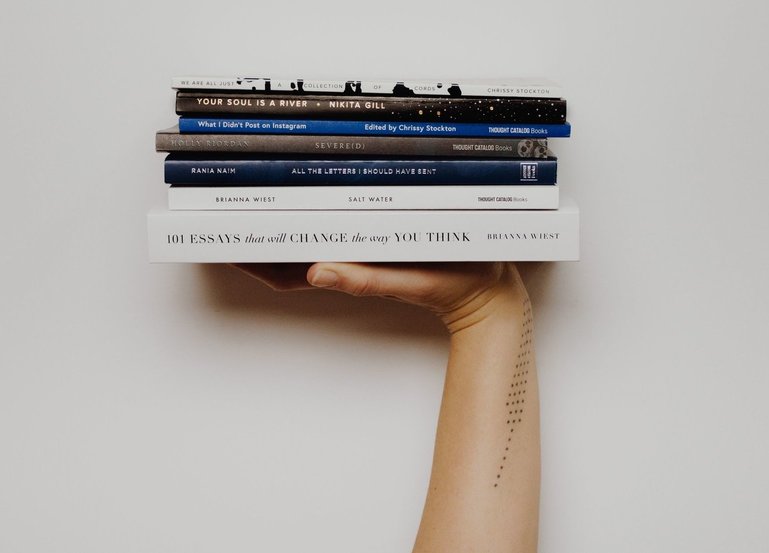 WE ARE ALL JUST A COLLECTION OF CORDS CHRISSY STOCKTON
YOUR SOUL IS A RIVER • NIKITA GILL
What I Didn't Post on Instagram Edited by Chrissy Stockton THOUGHT CATALOG Books
HOLLY RIORDAN SEVERE(D) THOUGHT CATALOG Books
RANIA NAIM ALL THE LETTERS I SHOULD HAVE SENT
BRIANNA WIEST SALT WATER THOUGHT CATALOG Books
101 ESSAYS that will CHANGE the way YOU THINK BRIANNA WIEST